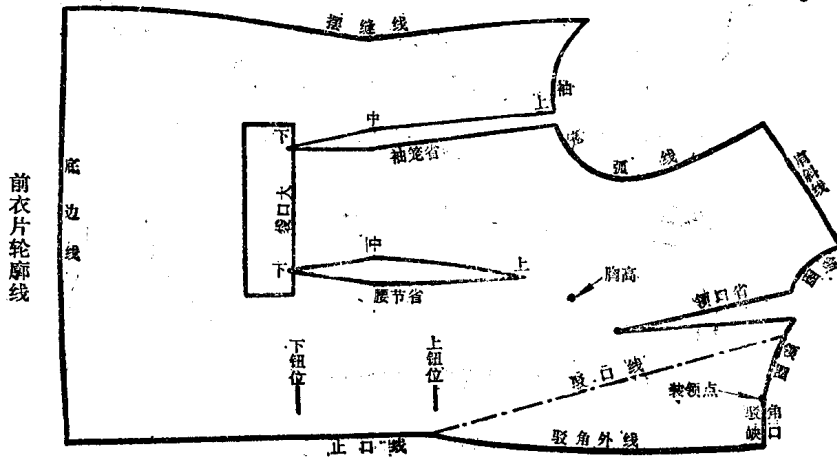 前衣片轮廓线
摆缝线
底边线
袖笼弧线
上
中
下
袖笼省
袋口大
肩斜线
中
上
下
腰节省
胸高
领口省
领圈
领圈
下钮位
上钮位
驳口线
装领点
驳角缺口
止口线
驳角外线